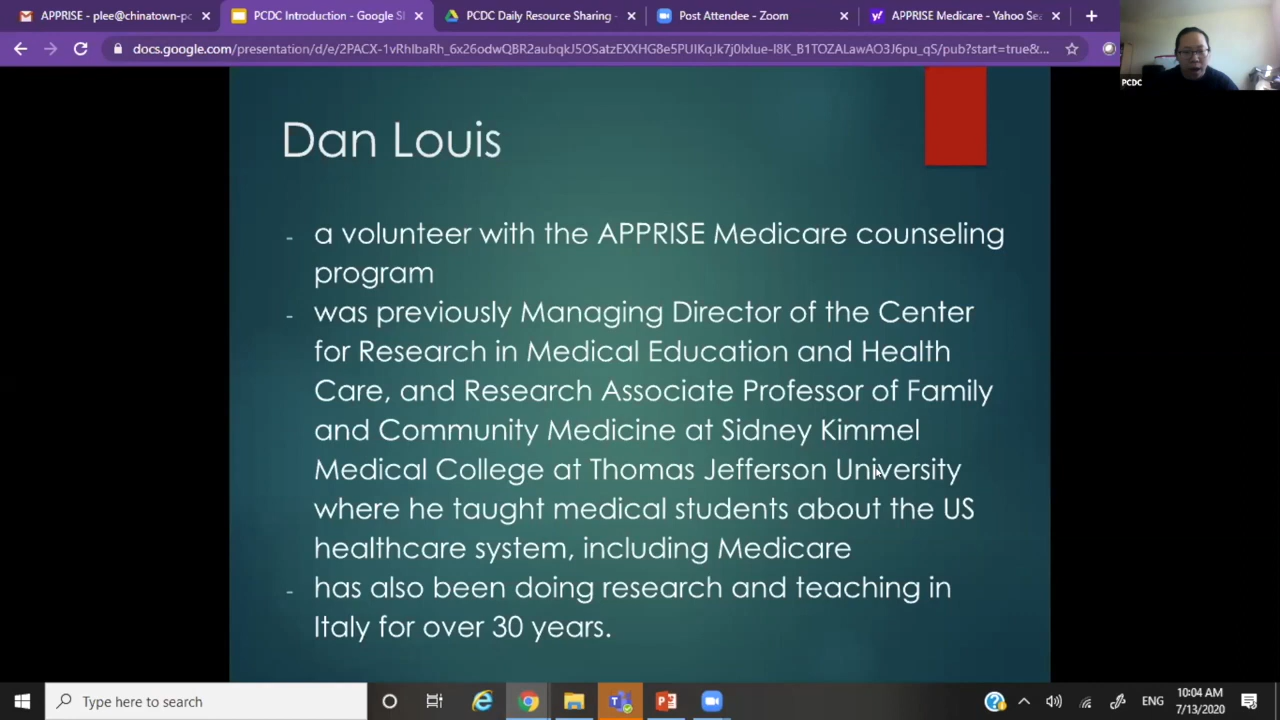 APPRISE - plee@chinatown-pc
PCDC Introduction - Google Sl
PCDC Daily Resource Sharing -
Post Attendee - Zoom
APPRISE Medicare - Yahoo Sea
PCDC
Dan Louis
- a volunteer with the APPRISE Medicare counseling
program
- was previously Managing Director of the Center
for Research in Medical Education and Health
Care, and Research Associate Professor of Family
and Community Medicine at Sidney Kimmel
Medical College at Thomas Jefferson University
where he taught medical students about the US
healthcare system, including Medicare
- has also been doing research and teaching in
Italy for over 30 years.
Type here to search
ENG
10:04 AM
7/13/2020